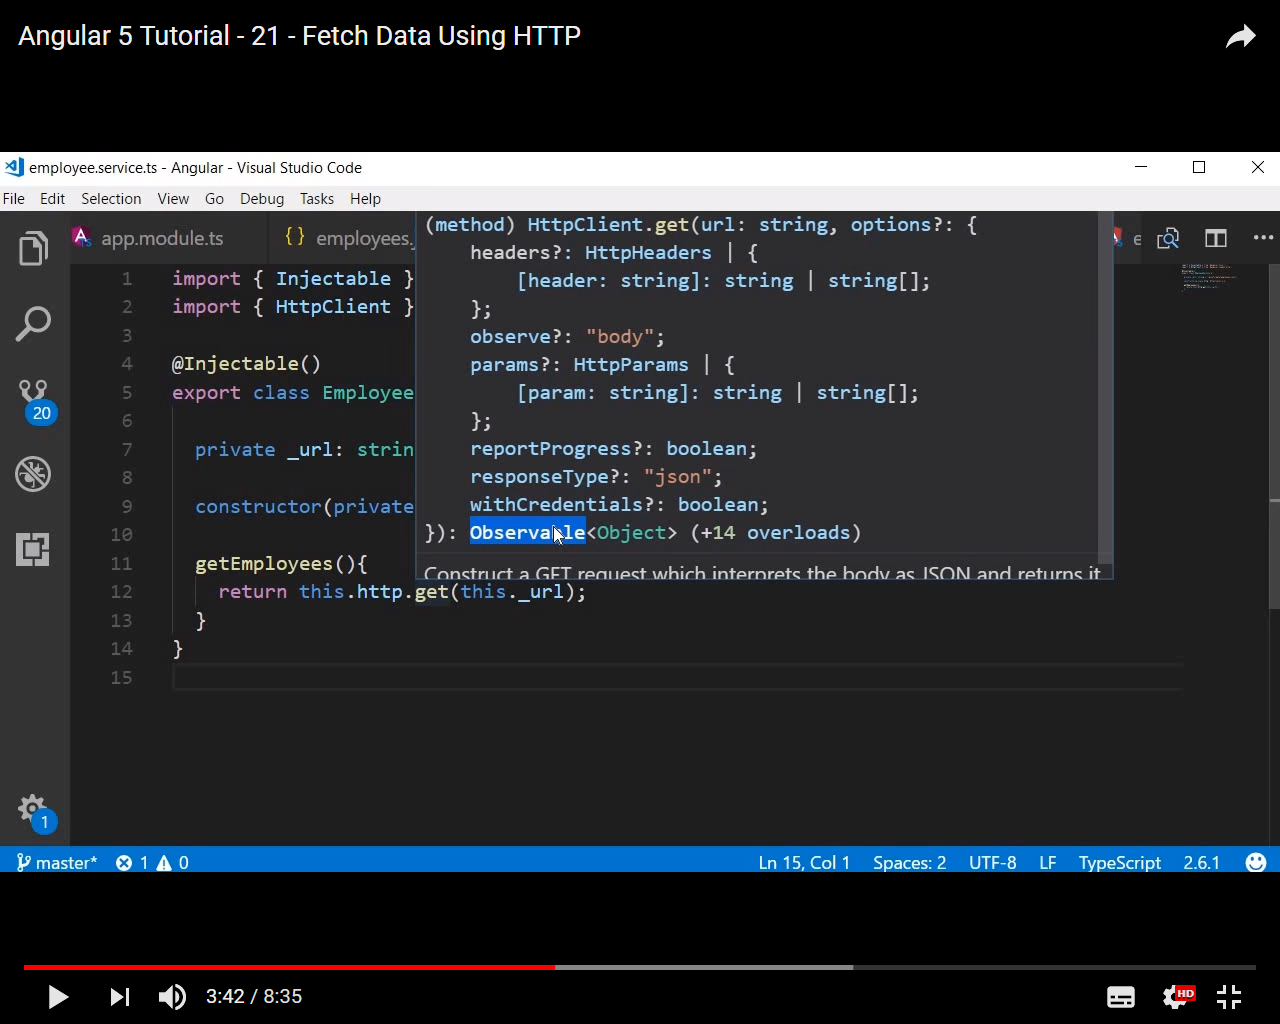 Angular 5 Tutorial - 21 - Fetch Data Using HTTP
employee.service.ts - Angular - Visual Studio Code
File Edit Selection View Go Debug Tasks Help
app.module.ts {} employees. e ...
(method) HttpClient.get(url: string, options?: {
headers?: HttpHeaders | {
[header: string]: string | string[];
};
observe?: "body";
params?: HttpParams | {
[param: string]: string | string[];
};
reportProgress?: boolean;
responseType?: "json";
withCredentials?: boolean;
}): Observable<Object> (+14 overloads)
Construct a GET request which interprets the body as JSON and returns it
1 import { Injectable }
2 import { HttpClient }
3
4 @Injectable()
5 export class Employee
6
7 private _url: strin
8
9 constructor(private
10
11 getEmployees(){
12 return this.http.get(this._url);
13 }
14 }
15
20
1
master* 1 0 Ln 15, Col 1 Spaces: 2 UTF-8 LF TypeScript 2.6.1
3:42 / 8:35 HD